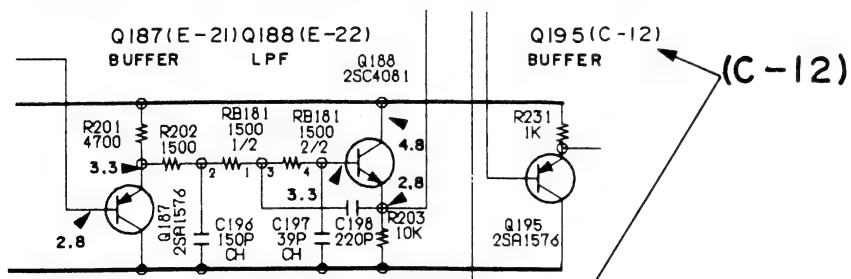 Q187(E-21) Q188(E-22)
BUFFER LPF
Q188
2SC4081
Q195(C-12)
BUFFER
(C-12)
R201
4700
R202
1500
RB181
1500
1/2
RB181
1500
2/2
R231
1K
4.8
3.3
2 1 3 4
3.3
2.8
2.8
Q187
2SA1576
C196
150P
CH
C197
39P
CH
C198
220P
R203
10K
Q195
2SA1576